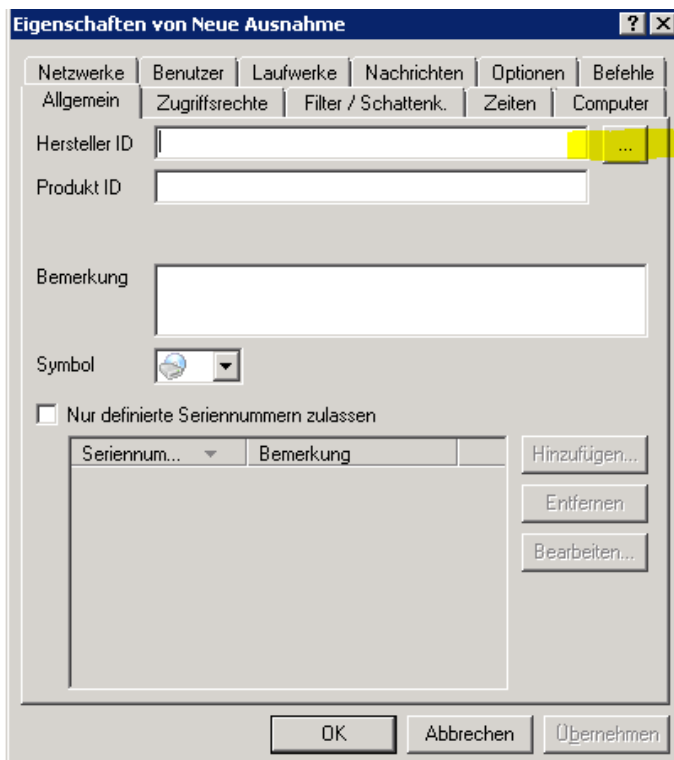 Eigenschaften von Neue Ausnahme
Netzwerke Benutzer Laufwerke Nachrichten Optionen Befehle
Allgemein Zugriffsrechte Filter / Schattenk. Zeiten Computer
Hersteller ID ...
Produkt ID
Bemerkung
Symbol
Nur definierte Seriennummern zulassen
Seriennum... Bemerkung
Hinzufügen...
Entfernen
Bearbeiten...
OK Abbrechen Übernehmen